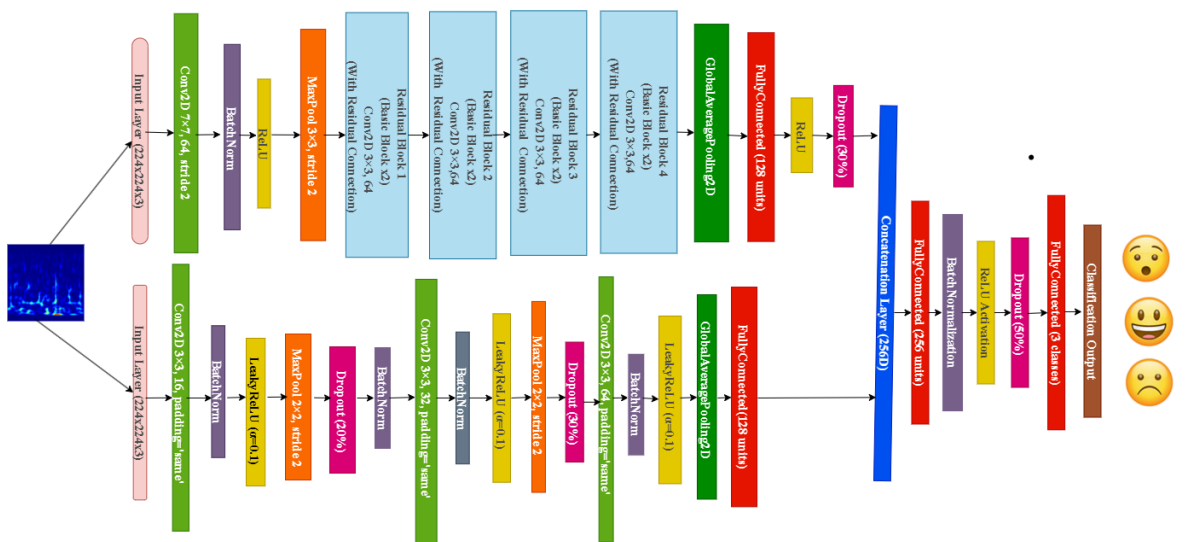 Input Layer (224x224x3)
Conv2D 7×7, 64, stride 2
BatchNorm
ReLU
MaxPool 3×3, stride 2
Residual Block 1
(Basic Block x2)
Conv2D 3×3, 64
(With Residual Connection)
Residual Block 2
(Basic Block x2)
Conv2D 3×3,64
(With Residual Connection)
Residual Block 3
(Basic Block x2)
Conv2D 3×3, 64
(With Residual Connection)
Residual Block 4
(Basic Block x2)
Conv2D 3×3,64
(With Residual Connection)
GlobalAveragePooling2D
FullyConnected (128 units)
ReLU
Dropout (30%)
Input Layer (224x224x3)
Conv2D 3×3, 16, padding='same'
BatchNorm
LeakyReLU (α=0.1)
MaxPool 2×2, stride 2
Dropout (20%)
BatchNorm
Conv2D 3×3, 32, padding='same'
BatchNorm
LeakyReLU (α=0.1)
MaxPool 2×2, stride 2
Dropout (30%)
Conv2D 3×3, 64, padding='same'
BatchNorm
LeakyReLU (α=0.1)
GlobalAveragePooling2D
FullyConnected(128 units)
Concatenation Layer (256D)
FullyConnected (256 units)
BatchNormalization
ReLU Activation
Dropout (50%)
FullyConnected (3 classes)
Classification Output